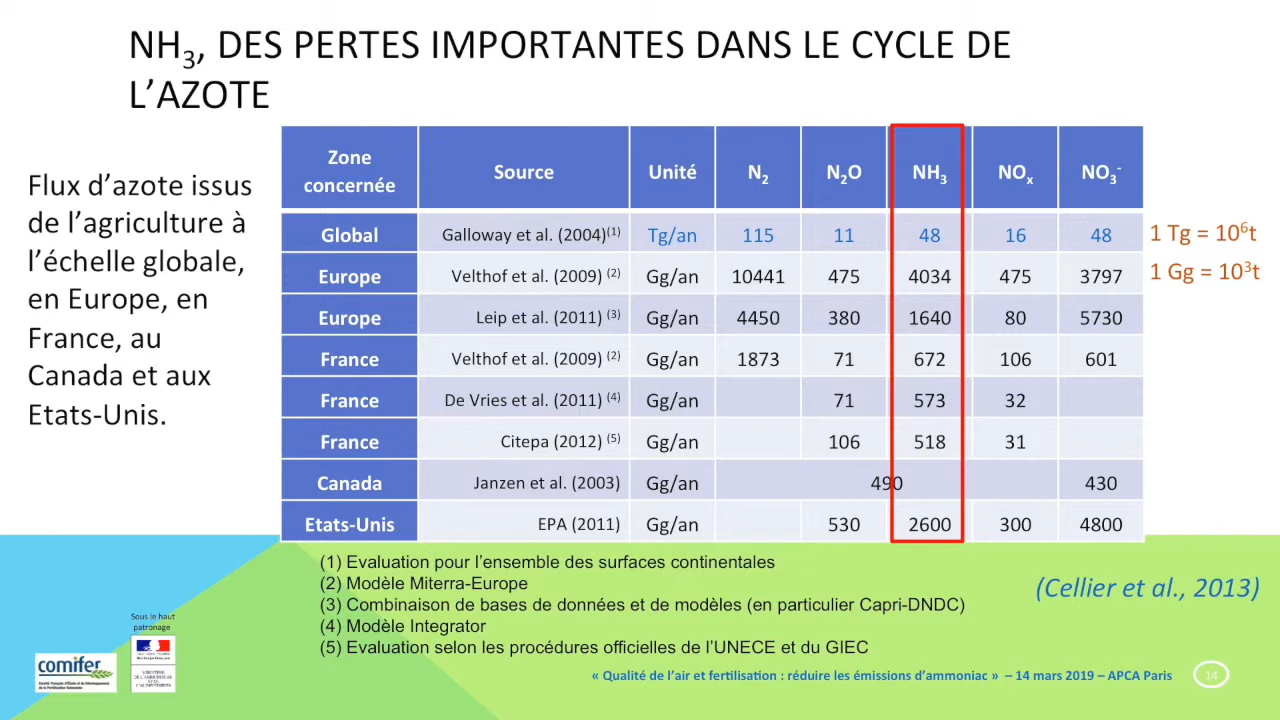 NH3, DES PERTES IMPORTANTES DANS LE CYCLE DE
L’AZOTE
Flux d’azote issus
de l’agriculture à
l’échelle globale,
en Europe, en
France, au
Canada et aux
Etats-Unis.
Zone concernée Source Unité N2 N2O NH3 NOx NO3-
Global Galloway et al. (2004)(1) Tg/an 115 11 48 16 48
Europe Velthof et al. (2009) (2) Gg/an 10441 475 4034 475 3797
Europe Leip et al. (2011) (3) Gg/an 4450 380 1640 80 5730
France Velthof et al. (2009) (2) Gg/an 1873 71 672 106 601
France De Vries et al. (2011) (4) Gg/an 71 573 32
France Citepa (2012) (5) Gg/an 106 518 31
Canada Janzen et al. (2003) Gg/an 490 430
Etats-Unis EPA (2011) Gg/an 530 2600 300 4800
1 Tg = 10^6t
1 Gg = 10^3t
(1) Evaluation pour l’ensemble des surfaces continentales
(2) Modèle Miterra-Europe
(3) Combinaison de bases de données et de modèles (en particulier Capri-DNDC)
(4) Modèle Integrator
(5) Evaluation selon les procédures officielles de l’UNECE et du GIEC
(Cellier et al., 2013)
Sous le haut
patronage
comifer
« Qualité de l’air et fertilisation : réduire les émissions d’ammoniac » – 14 mars 2019 – APCA Paris
14